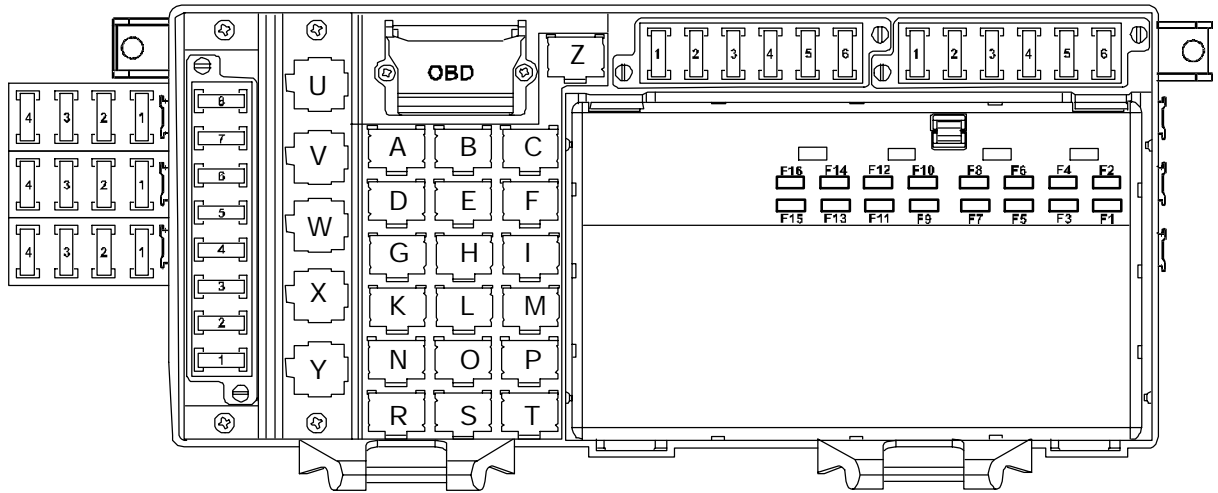 OBD
Z
1 2 3 4 5 6
1 2 3 4 5 6
4 3 2 1
4 3 2 1
4 3 2 1
8
7
6
5
4
3
2
1
U
V
W
X
Y
A B C
D E F
G H I
K L M
N O P
R S T
F16 F14 F12 F10 F8 F6 F4 F2
F15 F13 F11 F9 F7 F5 F3 F1